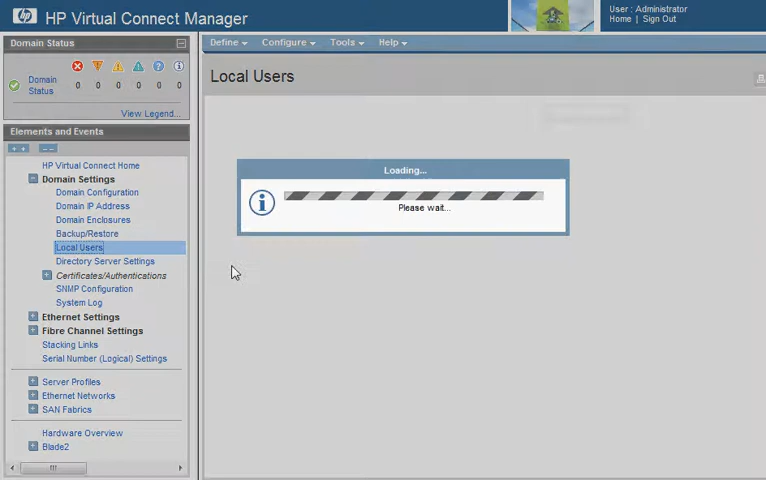 hp HP Virtual Connect Manager
User : Administrator
Home | Sign Out
Domain Status
Domain Status
0 0 0 0 0 0
View Legend...
Elements and Events
HP Virtual Connect Home
Domain Settings
Domain Configuration
Domain IP Address
Domain Enclosures
Backup/Restore
Local Users
Directory Server Settings
Certificates/Authentications
SNMP Configuration
System Log
Ethernet Settings
Fibre Channel Settings
Stacking Links
Serial Number (Logical) Settings
Server Profiles
Ethernet Networks
SAN Fabrics
Hardware Overview
Blade2
Define Configure Tools Help
Local Users
Loading...
Please wait...